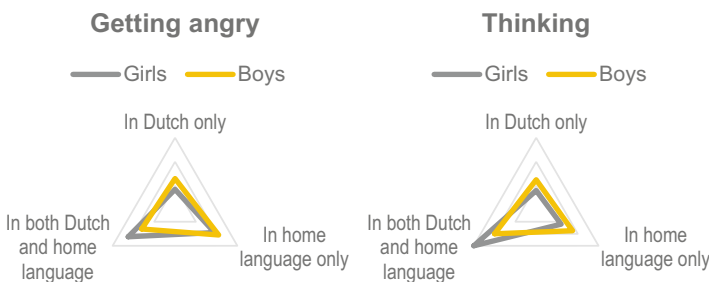 Getting angry
Girls Boys
In Dutch only
In both Dutch
and home
language
In home
language only
Thinking
Girls Boys
In Dutch only
In both Dutch
and home
language
In home
language only